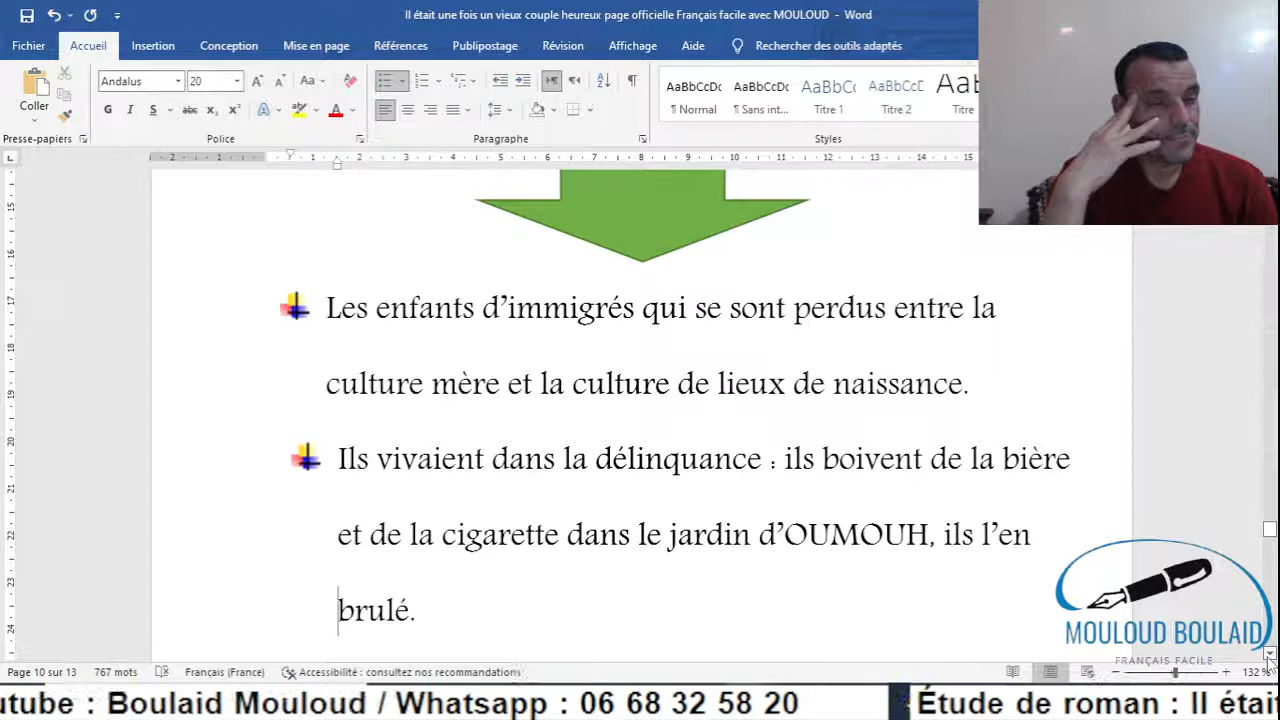 Il était une fois un vieux couple heureux page officielle Français facile avec MOULOUD - Word
Fichier Accueil Insertion Conception Mise en page Références Publipostage Révision Affichage Aide Rechercher des outils adaptés
Coller
Andalus 20
AaBbCcDc AaBbCcDc AaBbCc AaBbCcD AaB
¶ Normal ¶ Sans int... Titre 1 Titre 2 Titre
Presse-papiers Police Paragraphe Styles
Les enfants d’immigrés qui se sont perdus entre la
culture mère et la culture de lieux de naissance.
Ils vivaient dans la délinquance : ils boivent de la bière
et de la cigarette dans le jardin d’OUMOUH, ils l’en
brulé.
MOULOUD BOULAID
FRANÇAIS FACILE
Page 10 sur 13 767 mots Français (France) Accessibilité : consultez nos recommandations 132 %
utube : Boulaid Mouloud / Whatsapp : 06 68 32 58 20 Étude de roman : Il était